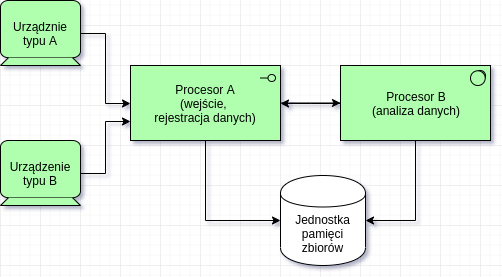 Urządznie
typu A
Procesor A
(wejście,
rejestracja danych)
Procesor B
(analiza danych)
Urządzenie
typu B
Jednostka
pamięci
zbiorów